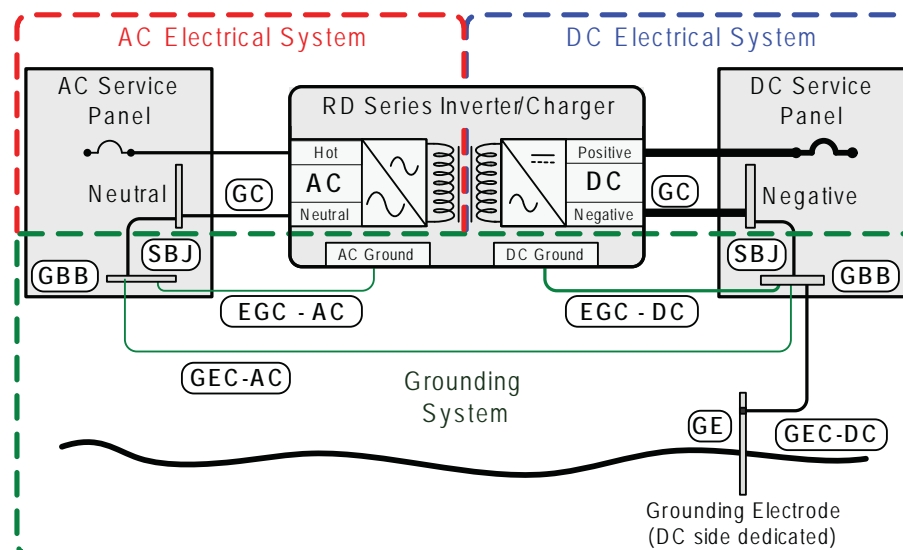 AC Electrical System
DC Electrical System
AC Service
Panel
RD Series Inverter/Charger
DC Service
Panel
Hot
AC
Neutral
Positive
DC
Negative
Neutral
GC
GC
Negative
SBJ
AC Ground
DC Ground
SBJ
GBB
GBB
EGC - AC
EGC - DC
GEC-AC
Grounding
System
GE
GEC-DC
Grounding Electrode
(DC side dedicated)